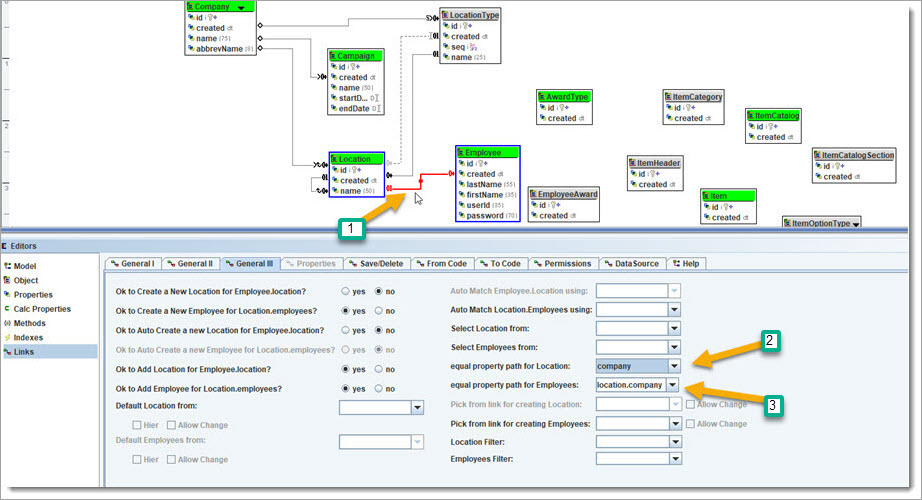 Company
id
created dt
name (75)
abbrevName (6)
LocationType
id
created dt
seq
name (25)
Campaign
id
created dt
name (50)
startD... D
endDate D
AwardType
id
created dt
ItemCategory
id
created dt
ItemCatalog
id
created dt
Location
id
created dt
name (50)
Employee
id
created dt
lastName (55)
firstName (35)
userId (35)
password (70)
ItemHeader
id
created dt
ItemCatalogSection
id
created dt
EmployeeAward
id
created dt
Item
id
created dt
ItemOptionType
1
2
3
1
Editors
Model
Object
Properties
Calc Properties
Methods
Indexes
Links
General I
General II
General III
Properties
Save/Delete
From Code
To Code
Permissions
DataSource
Help
Ok to Create a New Location for Employee.location? yes no
Ok to Create a New Employee for Location.employees? yes no
Ok to Auto Create a new Location for Employee.location? yes no
Ok to Auto Create a new Employee for Location.employees? yes no
Ok to Add Location for Employee.location? yes no
Ok to Add Employee for Location.employees? yes no
Default Location from:
Hier Allow Change
Default Employees from:
Hier Allow Change
Auto Match Employee.Location using:
Auto Match Location.Employees using:
Select Location from:
Select Employees from:
equal property path for Location: company
equal property path for Employees: location.company
Pick from link for creating Location: Allow Change
Pick from link for creating Employees: Allow Change
Location Filter:
Employees Filter:
2
3